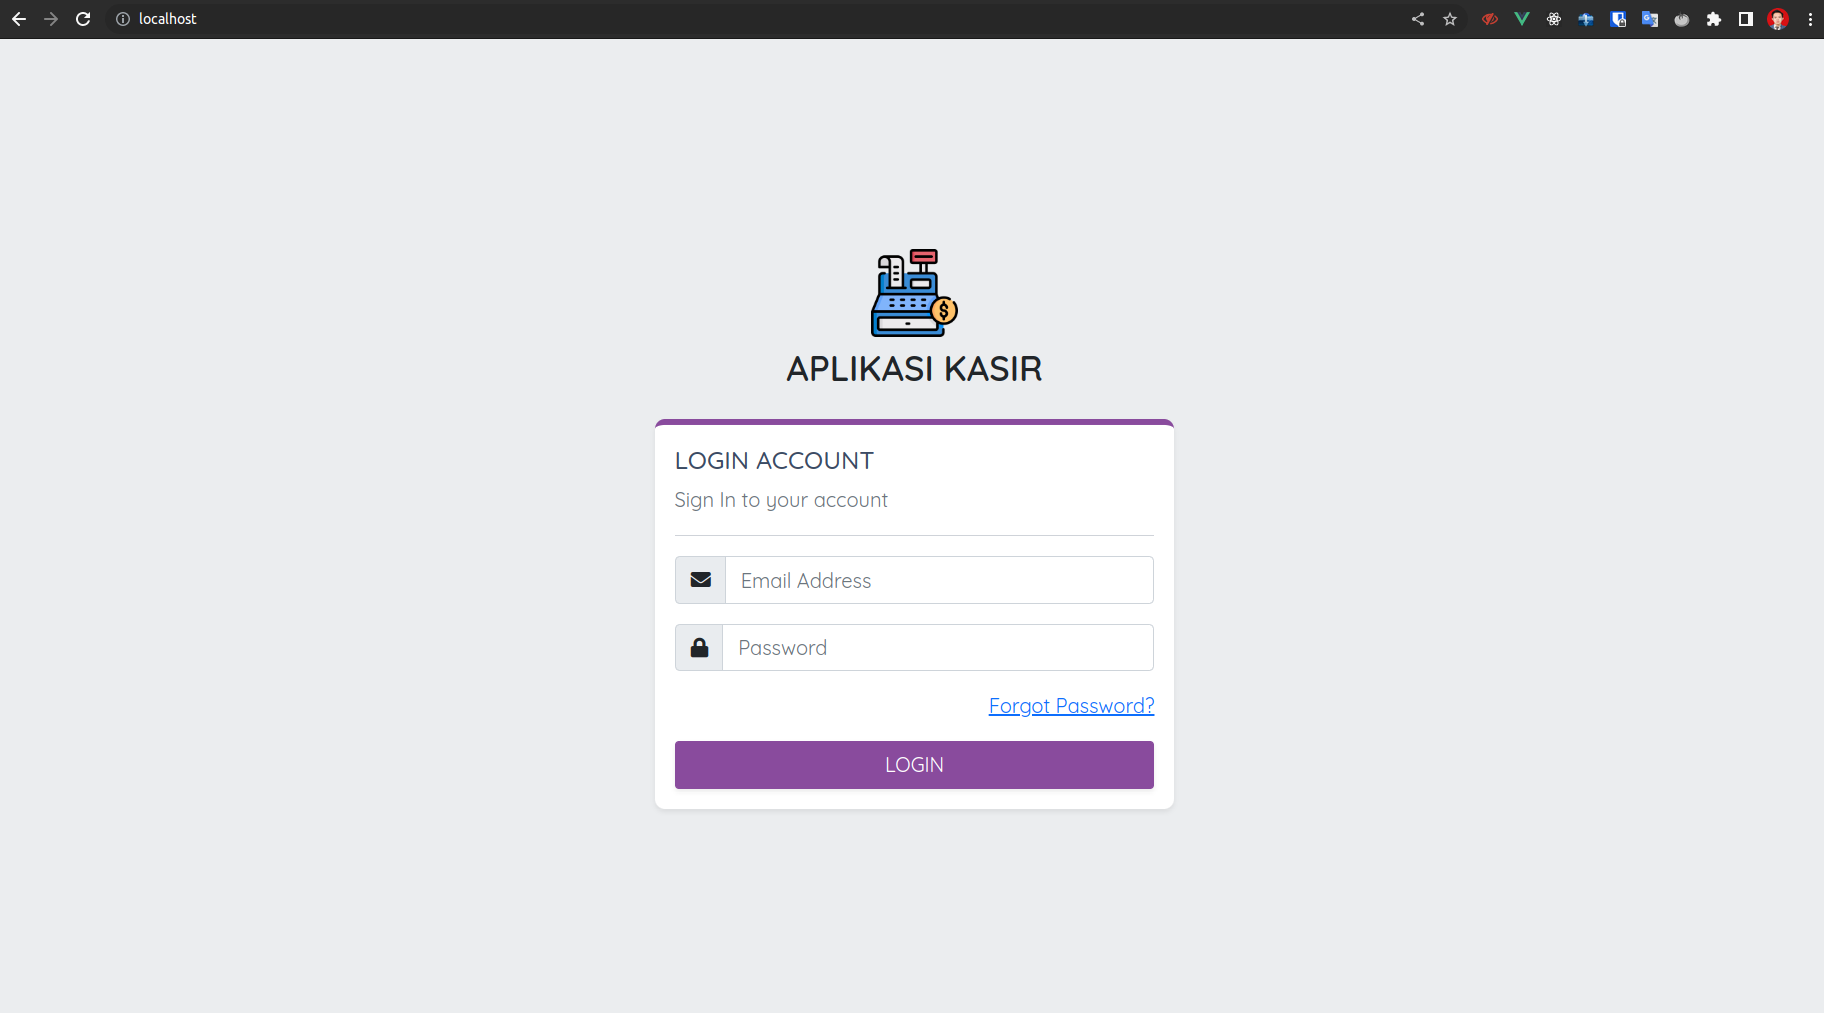 localhost
APLIKASI KASIR
LOGIN ACCOUNT
Sign In to your account
Email Address
Password
Forgot Password?
LOGIN